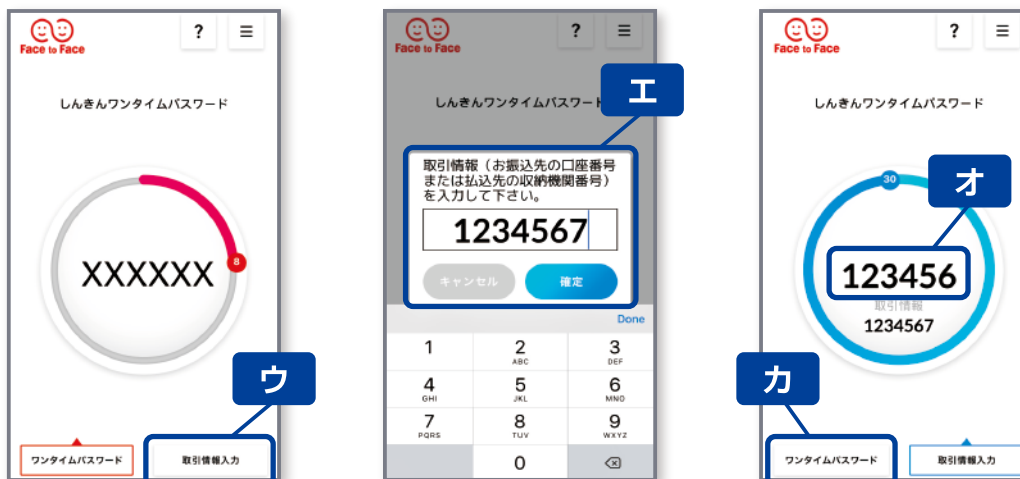 Face to Face
?
しんきんワンタイムパスワード
XXXXXX
8
ウ
ワンタイムパスワード
取引情報入力
Face to Face
?
エ
しんきんワンタイムパスワー
取引情報（お振込先の口座番号
または払込先の収納機関番号）
を入力して下さい。
1234567
キャンセル
確定
Done
1
2
ABC
3
DEF
4
GHI
5
JKL
6
MNO
7
PQRS
8
TUV
9
WXYZ
0
Face to Face
?
しんきんワンタイムパスワード
オ
30
123456
取引情報
1234567
カ
ワンタイムパスワード
取引情報入力